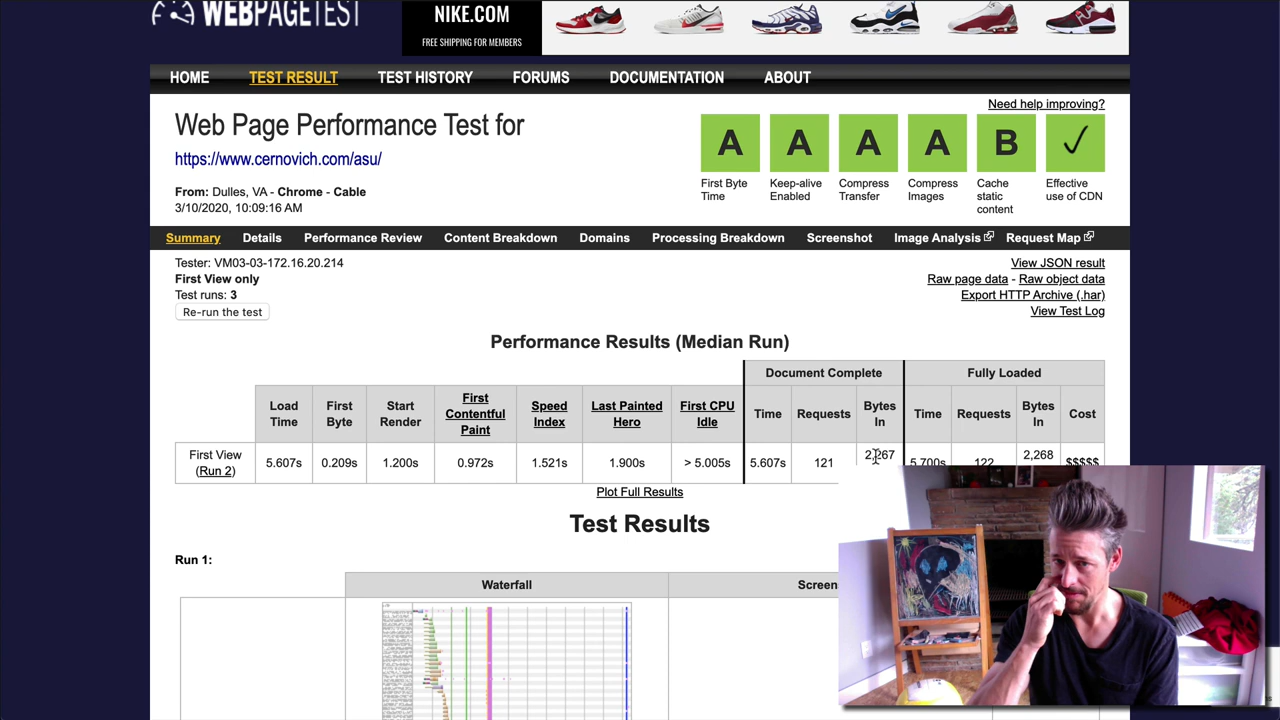 WEBPAGETEST
NIKE.COM
FREE SHIPPING FOR MEMBERS
HOME TEST RESULT TEST HISTORY FORUMS DOCUMENTATION ABOUT
Need help improving?
Web Page Performance Test for
https://www.cernovich.com/asu/
From: Dulles, VA - Chrome - Cable
3/10/2020, 10:09:16 AM
A A A A B ✓
First Byte Time
Keep-alive Enabled
Compress Transfer
Compress Images
Cache static content
Effective use of CDN
Summary Details Performance Review Content Breakdown Domains Processing Breakdown Screenshot Image Analysis Request Map
Tester: VM03-03-172.16.20.214
First View only
Test runs: 3
Re-run the test
View JSON result
Raw page data - Raw object data
Export HTTP Archive (.har)
View Test Log
Performance Results (Median Run)
Document Complete Fully Loaded
Load Time First Byte Start Render First Contentful Paint Speed Index Last Painted Hero First CPU Idle Time Requests Bytes In Time Requests Bytes In Cost
First View (Run 2) 5.607s 0.209s 1.200s 0.972s 1.521s 1.900s > 5.005s 5.607s 121 2,267 5.700s 122 2,268 $$$$$
Plot Full Results
Test Results
Run 1:
Waterfall Screen